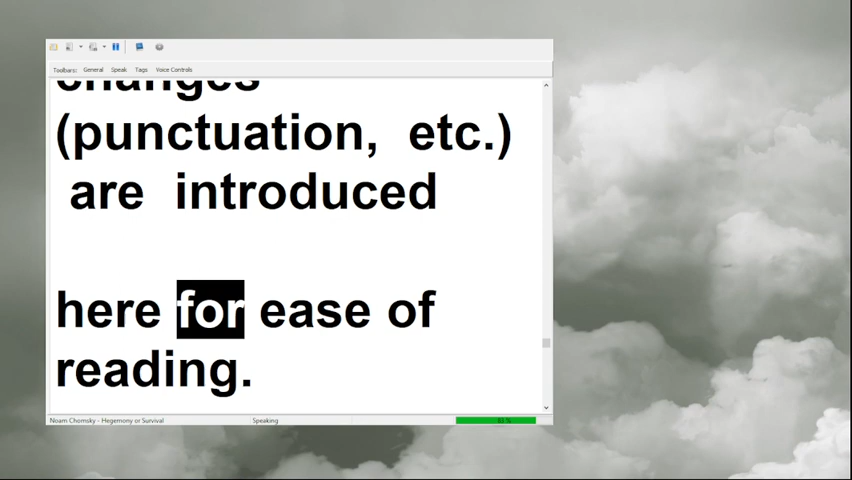 Toolbars: General Speak Tags Voice Controls
changes
(punctuation, etc.)
are introduced
here for ease of
reading.
Noam Chomsky - Hegemony or Survival Speaking